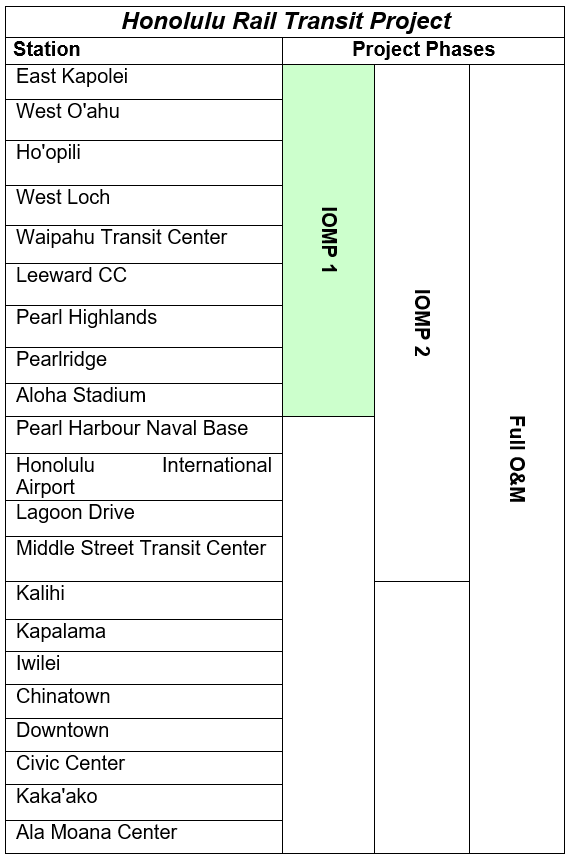 Honolulu Rail Transit Project
Station Project Phases
East Kapolei
West O'ahu
Ho'opili
West Loch
Waipahu Transit Center
Leeward CC
Pearl Highlands
Pearlridge
Aloha Stadium
Pearl Harbour Naval Base
Honolulu International
Airport
Lagoon Drive
Middle Street Transit Center
Kalihi
Kapalama
Iwilei
Chinatown
Downtown
Civic Center
Kaka'ako
Ala Moana Center
IOMP 1
IOMP 2
Full O&M